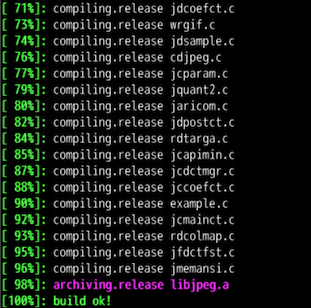 [ 71%]: compiling.release jdcoefct.c
[ 73%]: compiling.release wrgif.c
[ 74%]: compiling.release jdsample.c
[ 76%]: compiling.release cdjpeg.c
[ 77%]: compiling.release jcparam.c
[ 79%]: compiling.release jquant2.c
[ 80%]: compiling.release jaricom.c
[ 82%]: compiling.release jdpostct.c
[ 84%]: compiling.release rdtarga.c
[ 85%]: compiling.release jcapimin.c
[ 87%]: compiling.release jcdctmgr.c
[ 88%]: compiling.release jccoefct.c
[ 90%]: compiling.release example.c
[ 92%]: compiling.release jcmainct.c
[ 93%]: compiling.release rdcolmap.c
[ 95%]: compiling.release jfdctfst.c
[ 96%]: compiling.release jmemansi.c
[ 98%]: archiving.release libjpeg.a
[100%]: build ok!